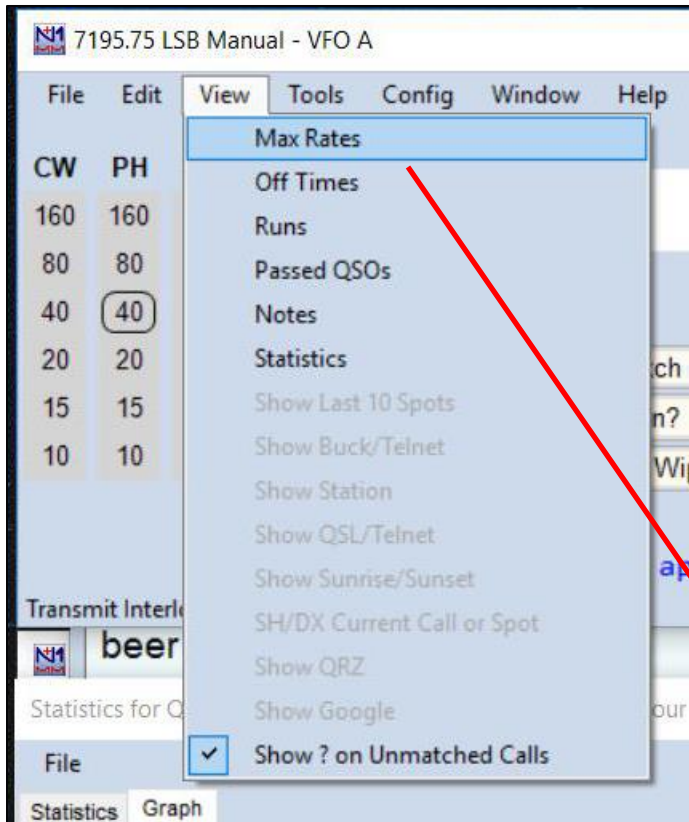 N1 7195.75 LSB Manual - VFO A
File Edit View Tools Config Window Help
CW PH
160 160
80 80
40 40
20 20
15 15
10 10
Max Rates
Off Times
Runs
Passed QSOs
Notes
Statistics
Show Last 10 Spots
Show Buck/Telnet
Show Station
Show QSL/Telnet
Show Sunrise/Sunset
SH/DX Current Call or Spot
Show QRZ
Show Google
Show ? on Unmatched Calls
Transmit
beer
Statistics for
our
File
Statistics Graph